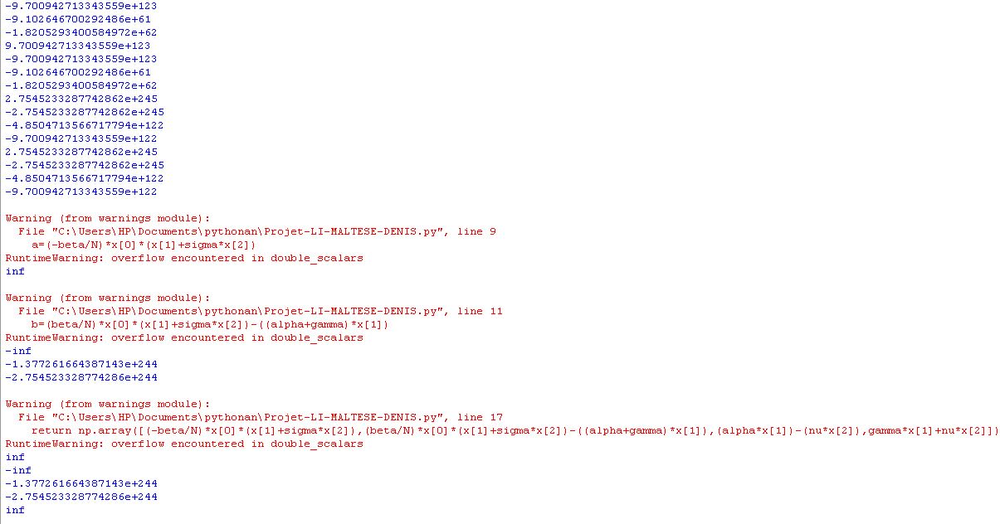 -9.700942713343559e+123
-9.102646700292486e+61
-1.8205293400584972e+62
9.700942713343559e+123
-9.700942713343559e+123
-9.102646700292486e+61
-1.8205293400584972e+62
2.7545233287742862e+245
-2.7545233287742862e+245
-4.8504713566717794e+122
-9.700942713343559e+122
2.7545233287742862e+245
-2.7545233287742862e+245
-4.8504713566717794e+122
-9.700942713343559e+122
Warning (from warnings module):
File "C:\Users\HP\Documents\pythonan\Projet-LI-MALTESE-DENIS.py", line 9
a=(-beta/N)*x[0]*(x[1]+sigma*x[2])
RuntimeWarning: overflow encountered in double_scalars
inf
Warning (from warnings module):
File "C:\Users\HP\Documents\pythonan\Projet-LI-MALTESE-DENIS.py", line 11
b=(beta/N)*x[0]*(x[1]+sigma*x[2])-((alpha+gamma)*x[1])
RuntimeWarning: overflow encountered in double_scalars
-inf
-1.377261664387143e+244
-2.754523328774286e+244
Warning (from warnings module):
File "C:\Users\HP\Documents\pythonan\Projet-LI-MALTESE-DENIS.py", line 17
return np.array([(-beta/N)*x[0]*(x[1]+sigma*x[2]),(beta/N)*x[0]*(x[1]+sigma*x[2])-((alpha+gamma)*x[1]),(alpha*x[1])-(nu*x[2]),gamma*x[1]+nu*x[2]])
RuntimeWarning: overflow encountered in double_scalars
inf
-inf
-1.377261664387143e+244
-2.754523328774286e+244
inf